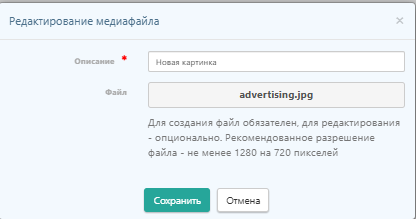 Редактирование медиафайла ×
Описание * Новая картинка
Файл advertising.jpg
Для создания файл обязателен, для редактирования
- опционально. Рекомендованное разрешение
файла - не менее 1280 на 720 пикселей
Сохранить Отмена